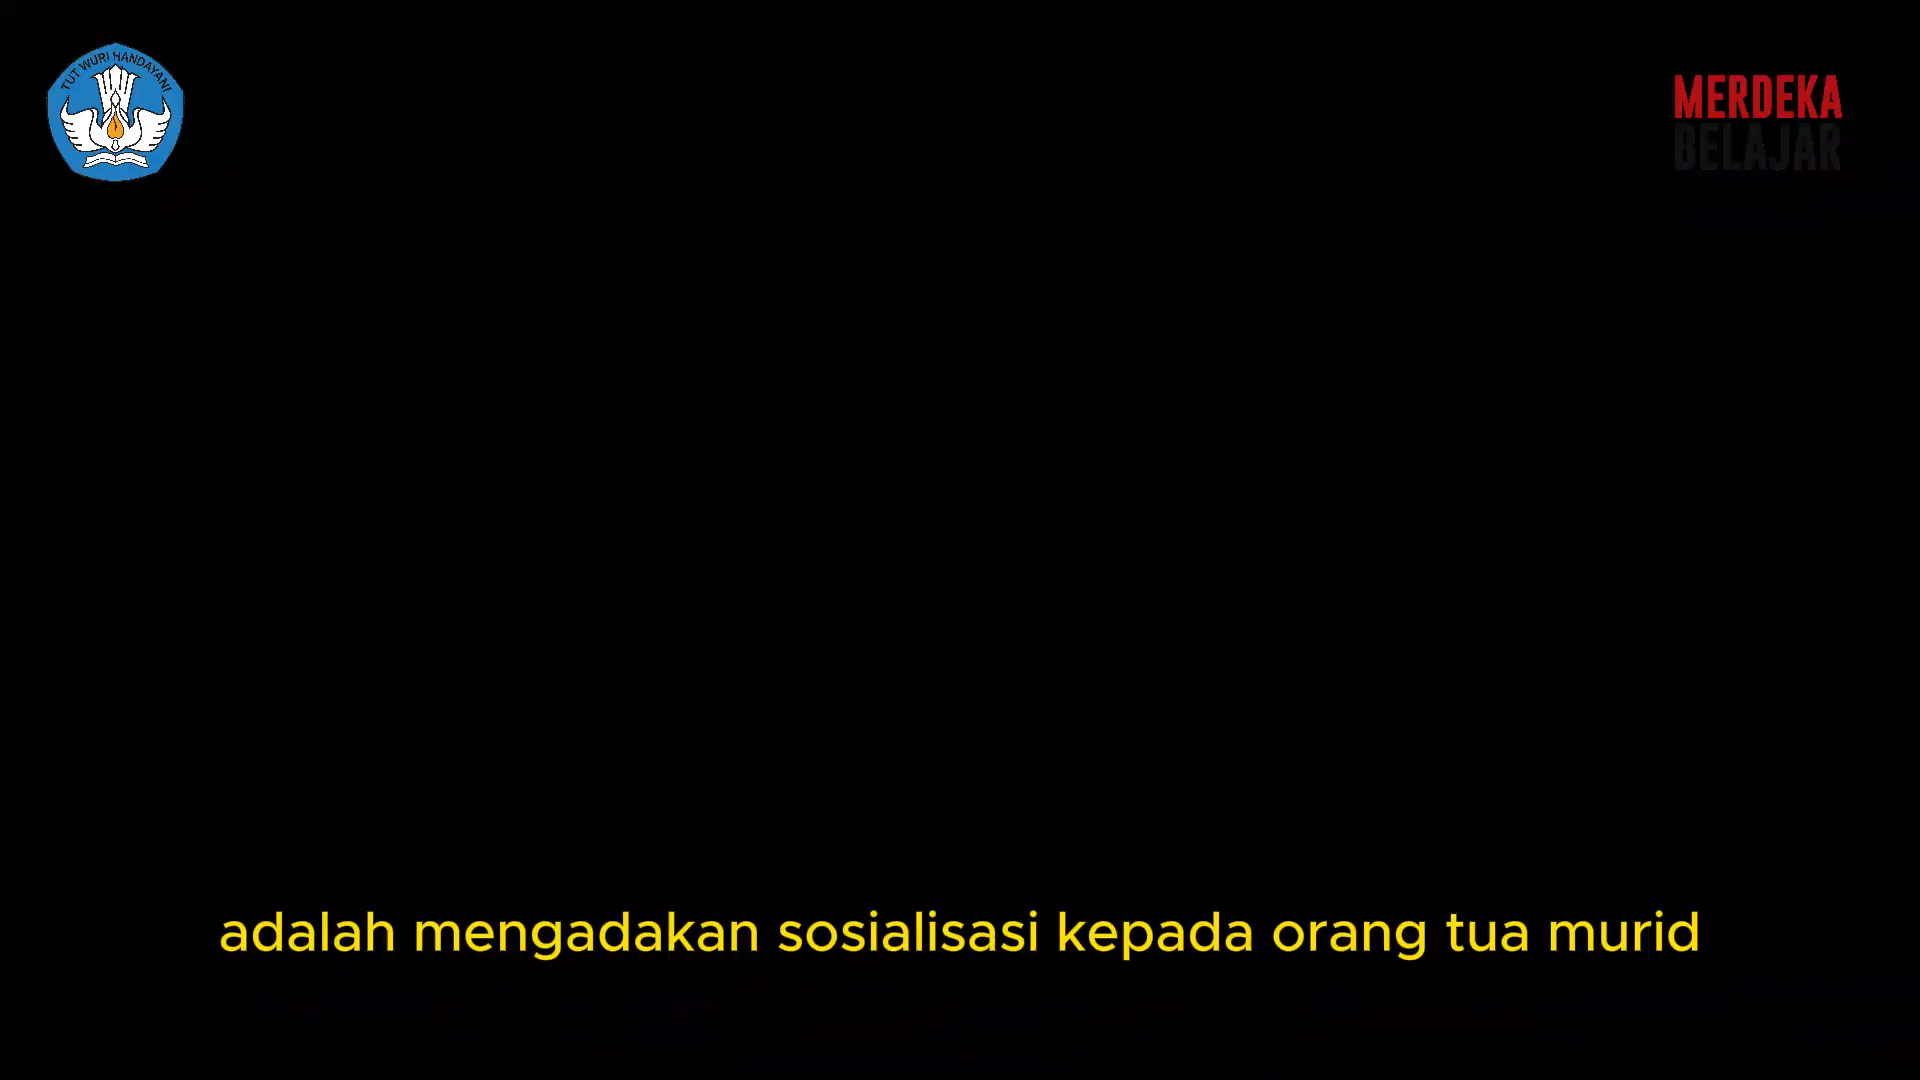 TUT WURI HANDAYANI
MERDEKA
BELAJAR
adalah mengadakan sosialisasi kepada orang tua murid